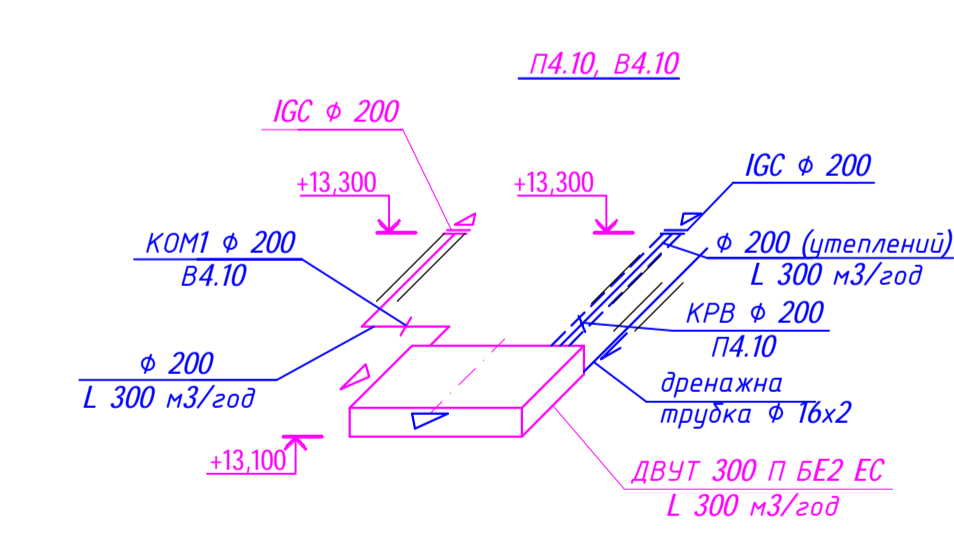 П4.10, В4.10
IGC Φ 200
IGC Φ 200
+13,300
+13,300
КОМ1 Φ 200
В4.10
Φ 200 (утеплений)
L 300 м3/год
КРВ Φ 200
П4.10
Φ 200
L 300 м3/год
дренажна
трубка Φ 16x2
+13,100
ДВУТ 300 П БЕ2 ЕС
L 300 м3/год